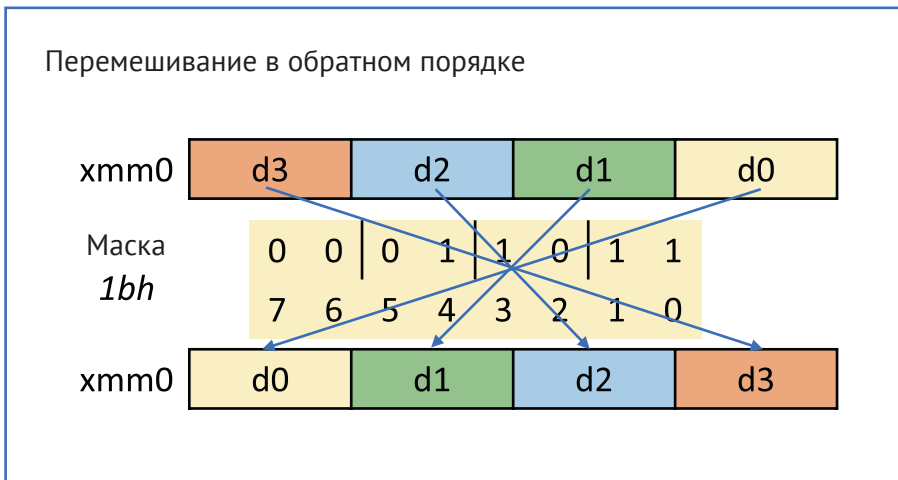 Перемешивание в обратном порядке
xmm0 d3 d2 d1 d0
Маска 0 0 0 1 1 0 1 1
1bh 7 6 5 4 3 2 1 0
xmm0 d0 d1 d2 d3